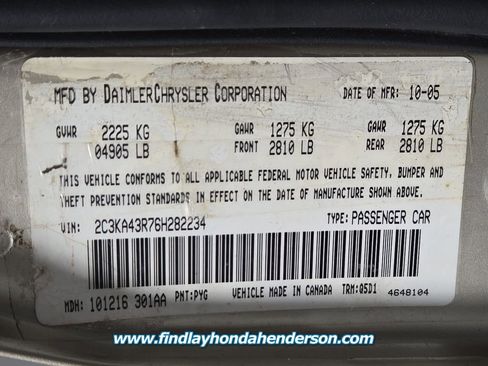 MFD BY DAIMLERCHRYSLER CORPORATION DATE OF MFR: 10-05
GVWR 2225 KG GAWR 1275 KG GAWR 1275 KG
04905 LB FRONT 2810 LB REAR 2810 LB
THIS VEHICLE CONFORMS TO ALL APPLICABLE FEDERAL MOTOR VEHICLE SAFETY, BUMPER AND
THEFT PREVENTION STANDARDS IN EFFECT ON THE DATE OF MANUFACTURE SHOWN ABOVE.
VIN: 2C3KA43R76H282234 TYPE: PASSENGER CAR
MDH: 101216 301AA PNT: PYG VEHICLE MADE IN CANADA TRM: Q5D1 4648104
www.findlayhondahenderson.com